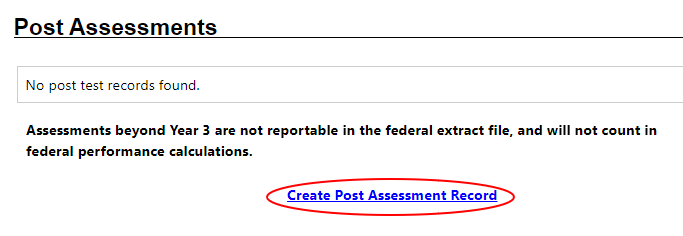 Post Assessments
No post test records found.
Assessments beyond Year 3 are not reportable in the federal extract file, and will not count in
federal performance calculations.
Create Post Assessment Record